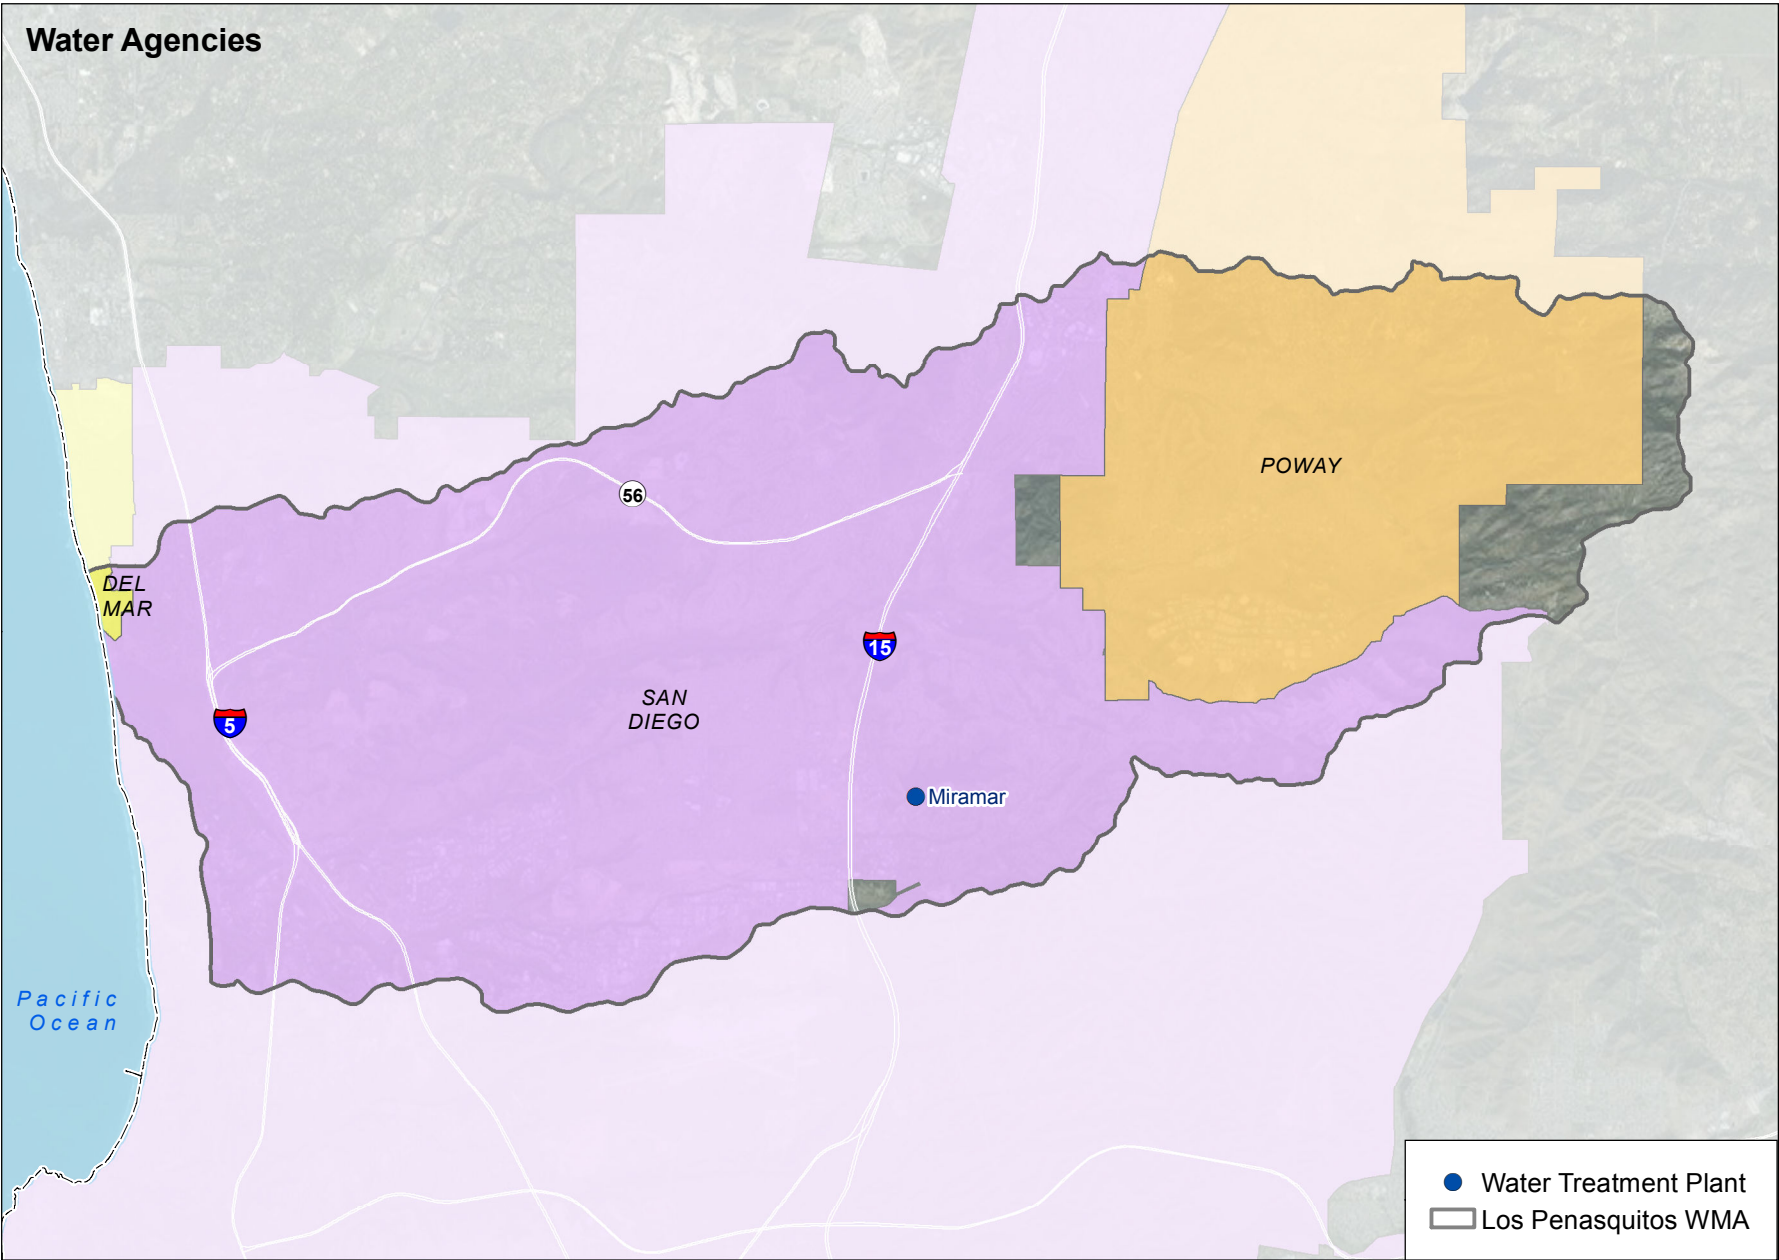 Water Agencies
56
POWAY
DEL
MAR
15
SAN
DIEGO
5
Miramar
Pacific
Ocean
Water Treatment Plant
Los Penasquitos WMA